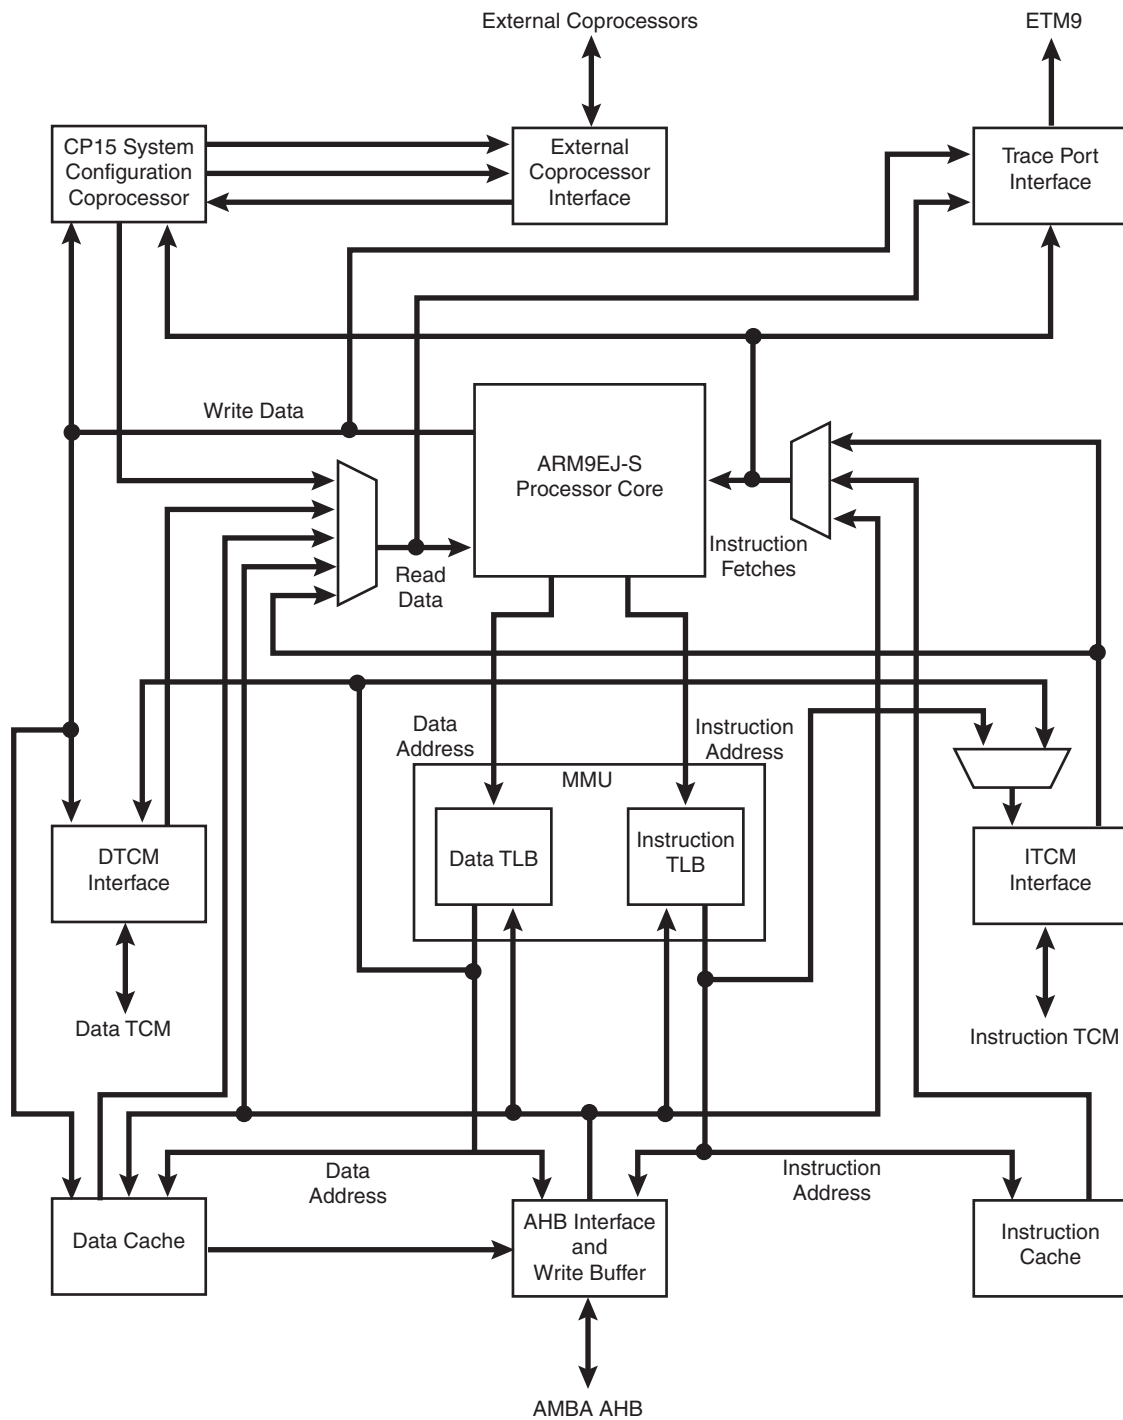 External Coprocessors
ETM9
CP15 System
Configuration
Coprocessor
External
Coprocessor
Interface
Trace Port
Interface
Write Data
ARM9EJ-S
Processor Core
Instruction
Fetches
Read
Data
Data
Address
Instruction
Address
MMU
DTCM
Interface
Data TLB
Instruction
TLB
ITCM
Interface
Data TCM
Instruction TCM
Data
Address
Instruction
Address
Data Cache
AHB Interface
and
Write Buffer
Instruction
Cache
AMBA AHB